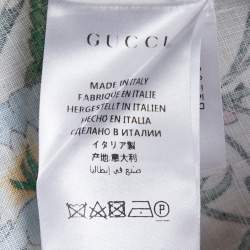 GUCCI
MADE IN ITALY
FABRIQUÉ EN ITALIE
HERGESTELLT IN ITALIEN
HECHO EN ITALIA
СДЕЛАНО В ИТАЛИИ
イタリア製
产地:意大利
صنع في إيطاليا
P